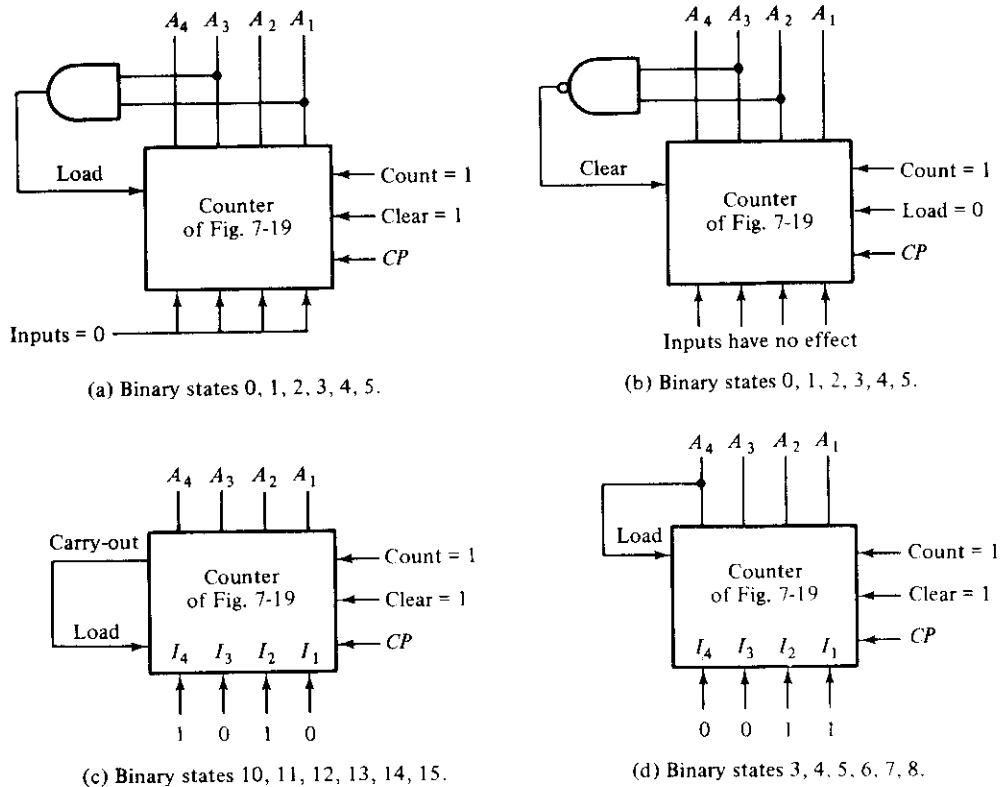 A4 A3 A2 A1
Load
Count = 1
Counter
of Fig. 7-19
Clear = 1
CP
Inputs = 0
(a) Binary states 0, 1, 2, 3, 4, 5.
A4 A3 A2 A1
Clear
Count = 1
Counter
of Fig. 7-19
Load = 0
CP
Inputs have no effect
(b) Binary states 0, 1, 2, 3, 4, 5.
A4 A3 A2 A1
Carry-out
Count = 1
Counter
of Fig. 7-19
Clear = 1
Load
I4 I3 I2 I1
CP
1 0 1 0
(c) Binary states 10, 11, 12, 13, 14, 15.
A4 A3 A2 A1
Load
Count = 1
Counter
of Fig. 7-19
Clear = 1
CP
I4 I3 I2 I1
0 0 1 1
(d) Binary states 3, 4, 5, 6, 7, 8.